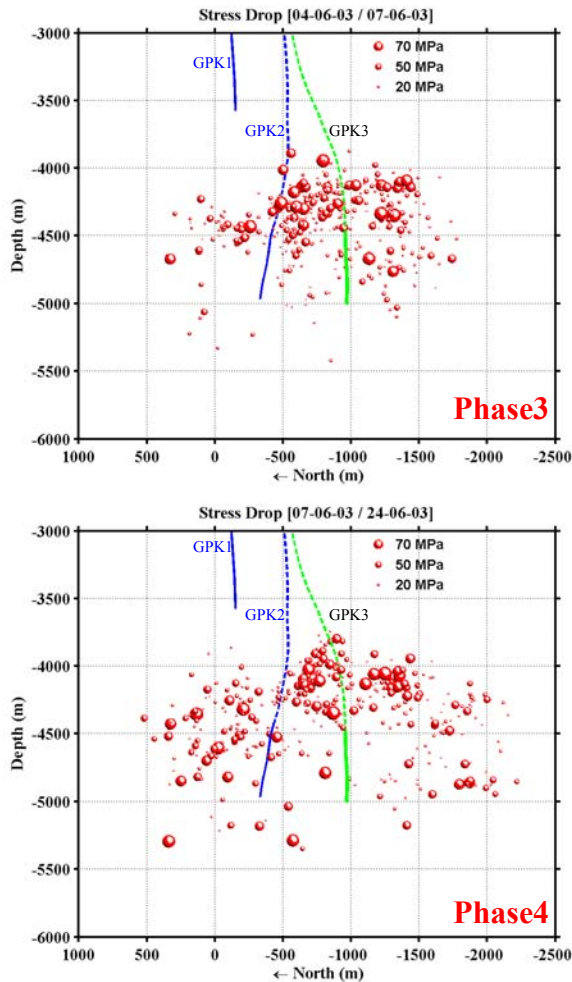 Stress Drop [04-06-03 / 07-06-03]
-3000
-3500
-4000
-4500
-5000
-5500
-6000
Depth (m)
GPK1
GPK2
GPK3
70 MPa
50 MPa
20 MPa
Phase3
1000 500 0 -500 -1000 -1500 -2000 -2500
← North (m)
Stress Drop [07-06-03 / 24-06-03]
-3000
-3500
-4000
-4500
-5000
-5500
-6000
Depth (m)
GPK1
GPK2
GPK3
70 MPa
50 MPa
20 MPa
Phase4
1000 500 0 -500 -1000 -1500 -2000 -2500
← North (m)